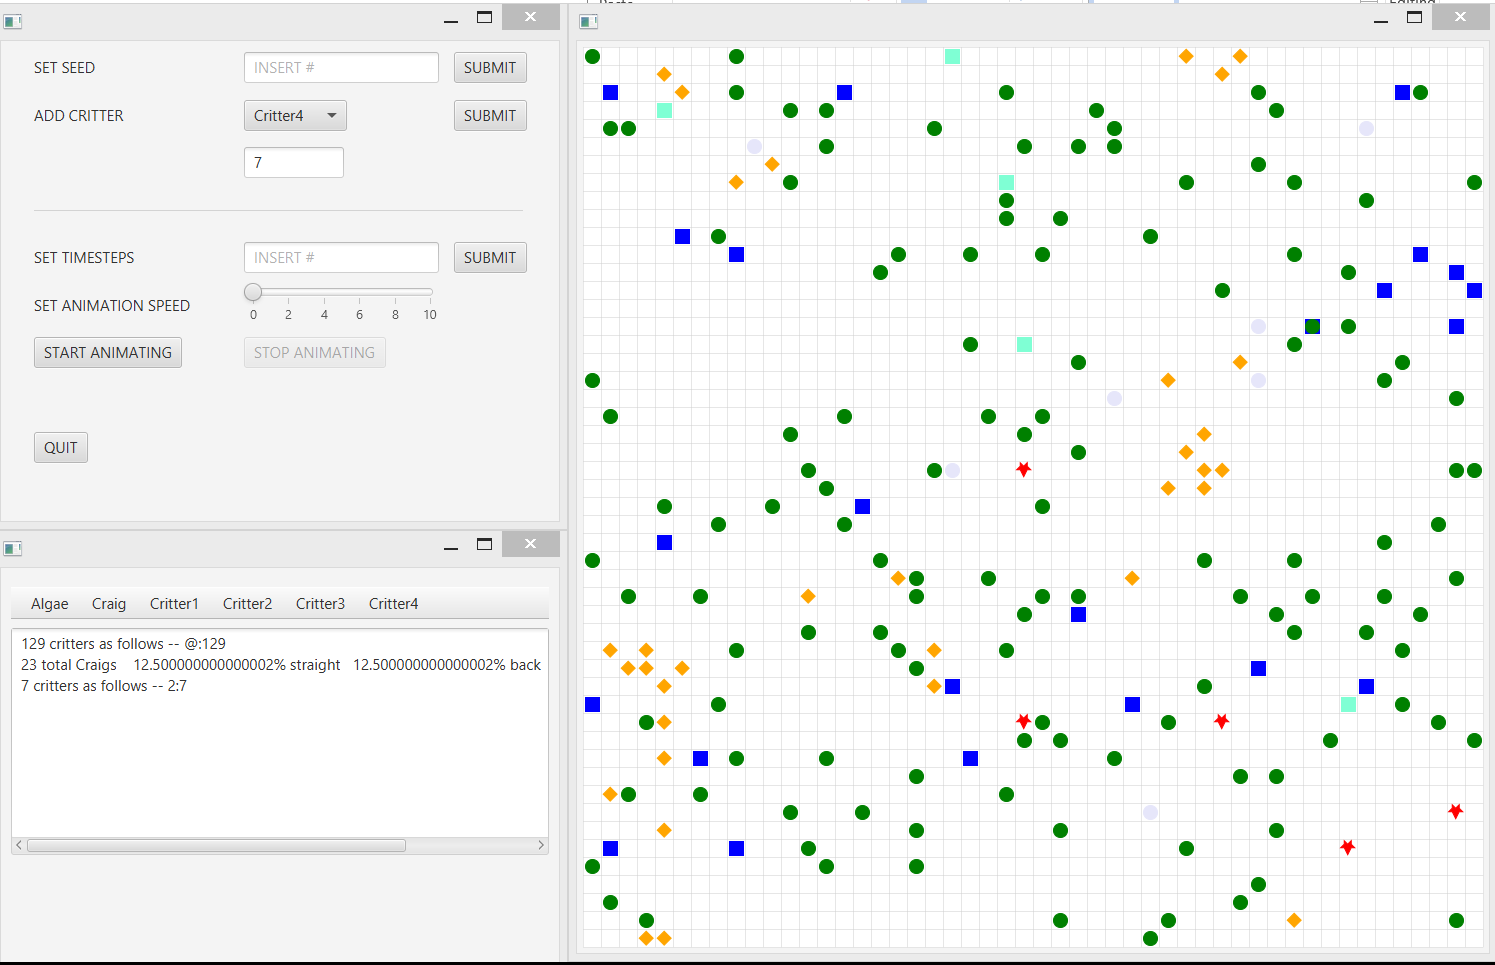 SET SEED
INSERT #
SUBMIT
ADD CRITTER
Critter4
SUBMIT
7
SET TIMESTEPS
INSERT #
SUBMIT
SET ANIMATION SPEED
0 2 4 6 8 10
START ANIMATING
STOP ANIMATING
QUIT
Algae Craig Critter1 Critter2 Critter3 Critter4
129 critters as follows -- @:129
23 total Craigs 12.500000000000002% straight 12.500000000000002% back
7 critters as follows -- 2:7